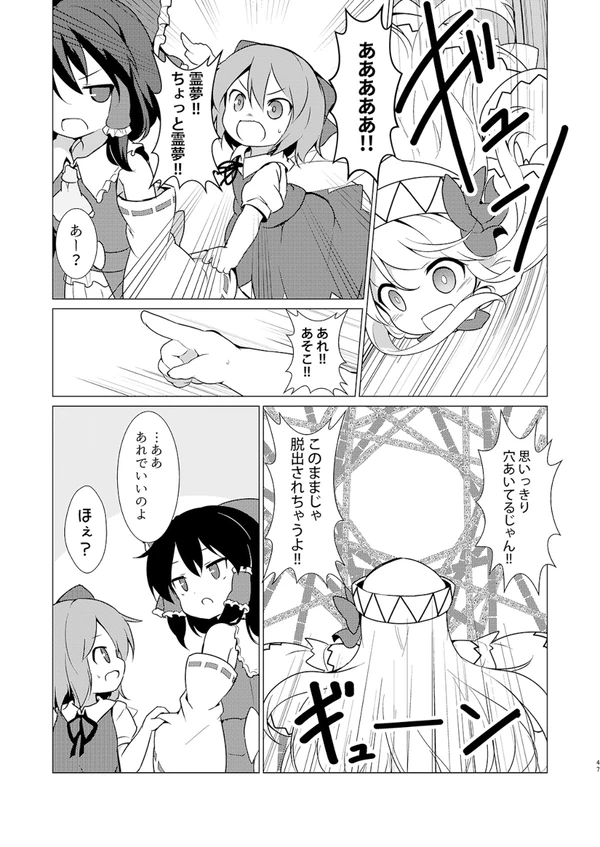 ギュン
ああああああ!!
霊夢!!
ちょっと霊夢!!
あー?
あれ!!
あそこ!!
思いっきり
穴あいてるじゃん!!
このままじゃ
脱出されちゃうよ!!
ギューン
…ああ
あれでいいのよ
ほぇ?
47